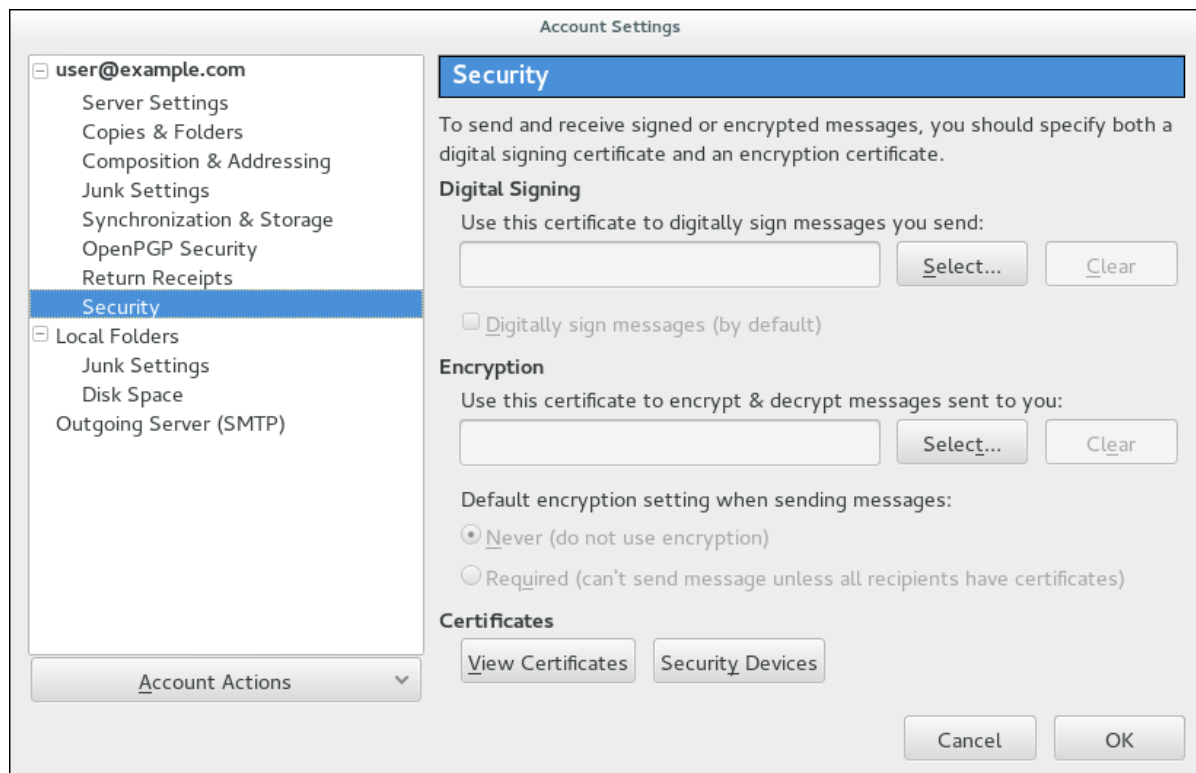 Account Settings
user@example.com
Server Settings
Copies & Folders
Composition & Addressing
Junk Settings
Synchronization & Storage
OpenPGP Security
Return Receipts
Security
Local Folders
Junk Settings
Disk Space
Outgoing Server (SMTP)
Account Actions
Security
To send and receive signed or encrypted messages, you should specify both a
digital signing certificate and an encryption certificate.
Digital Signing
Use this certificate to digitally sign messages you send:
Select...
Clear
Digitally sign messages (by default)
Encryption
Use this certificate to encrypt & decrypt messages sent to you:
Select...
Clear
Default encryption setting when sending messages:
Never (do not use encryption)
Required (can't send message unless all recipients have certificates)
Certificates
View Certificates
Security Devices
Cancel
OK